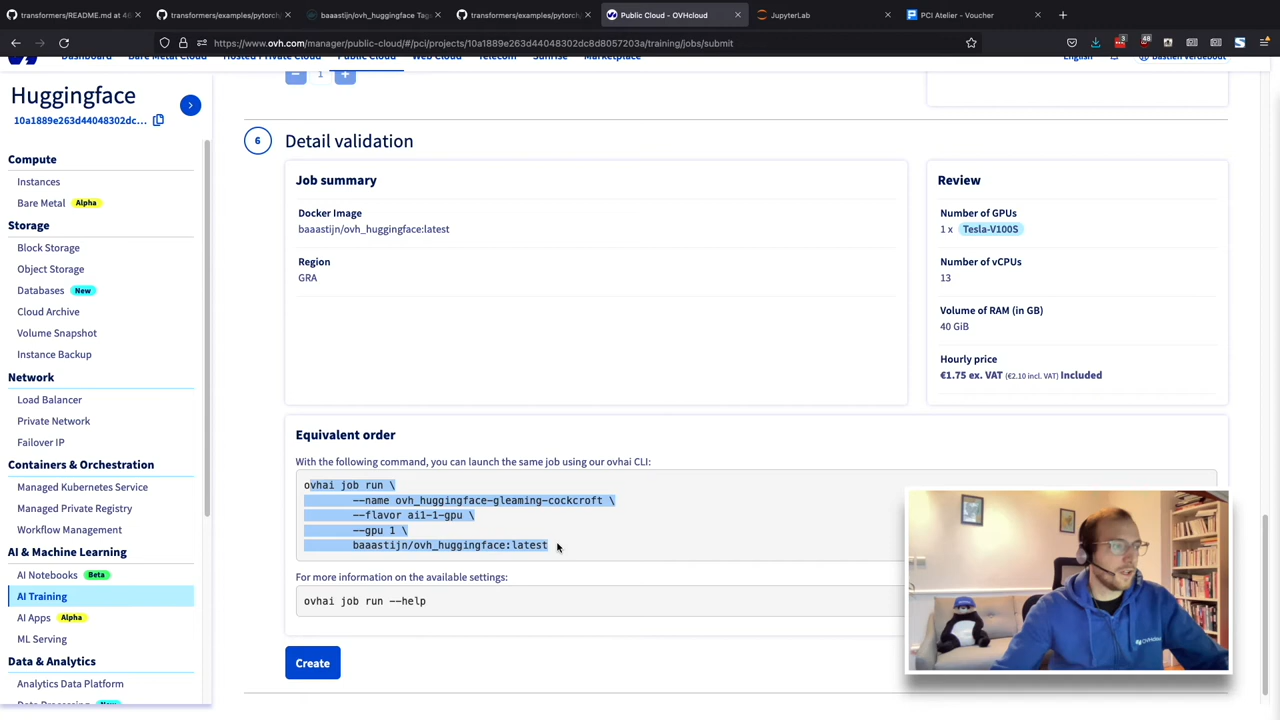 transformers/README.md at 4
transformers/examples/pytorch
baaastijn/ovh_huggingface Tag
transformers/examples/pytorch
Public Cloud - OVHcloud
JupyterLab
PCI Atelier - Voucher
https://www.ovh.com/manager/public-cloud/#/pci/projects/10a1889e263d44048302dc8d8057203a/training/jobs/submit
Dashboard
Bare Metal Cloud
Hosted Private Cloud
Public Cloud
Web Cloud
Telecom
Sunrise
Marketplace
English
Bastien Verdebout
Huggingface
10a1889e263d44048302dc...
Compute
Instances
Bare Metal Alpha
Storage
Block Storage
Object Storage
Databases New
Cloud Archive
Volume Snapshot
Instance Backup
Network
Load Balancer
Private Network
Failover IP
Containers & Orchestration
Managed Kubernetes Service
Managed Private Registry
Workflow Management
AI & Machine Learning
AI Notebooks Beta
AI Training
AI Apps Alpha
ML Serving
Data & Analytics
Analytics Data Platform
Data Processing New
1
6
Detail validation
Job summary
Docker Image
baaastijn/ovh_huggingface:latest
Region
GRA
Review
Number of GPUs
1 x Tesla-V100S
Number of vCPUs
13
Volume of RAM (in GB)
40 GiB
Hourly price
€1.75 ex. VAT (€2.10 incl. VAT) Included
Equivalent order
With the following command, you can launch the same job using our ovhai CLI:
ovhai job run \
--name ovh_huggingface-gleaming-cockcroft \
--flavor ai1-1-gpu \
--gpu 1 \
baaastijn/ovh_huggingface:latest
For more information on the available settings:
ovhai job run --help
Create